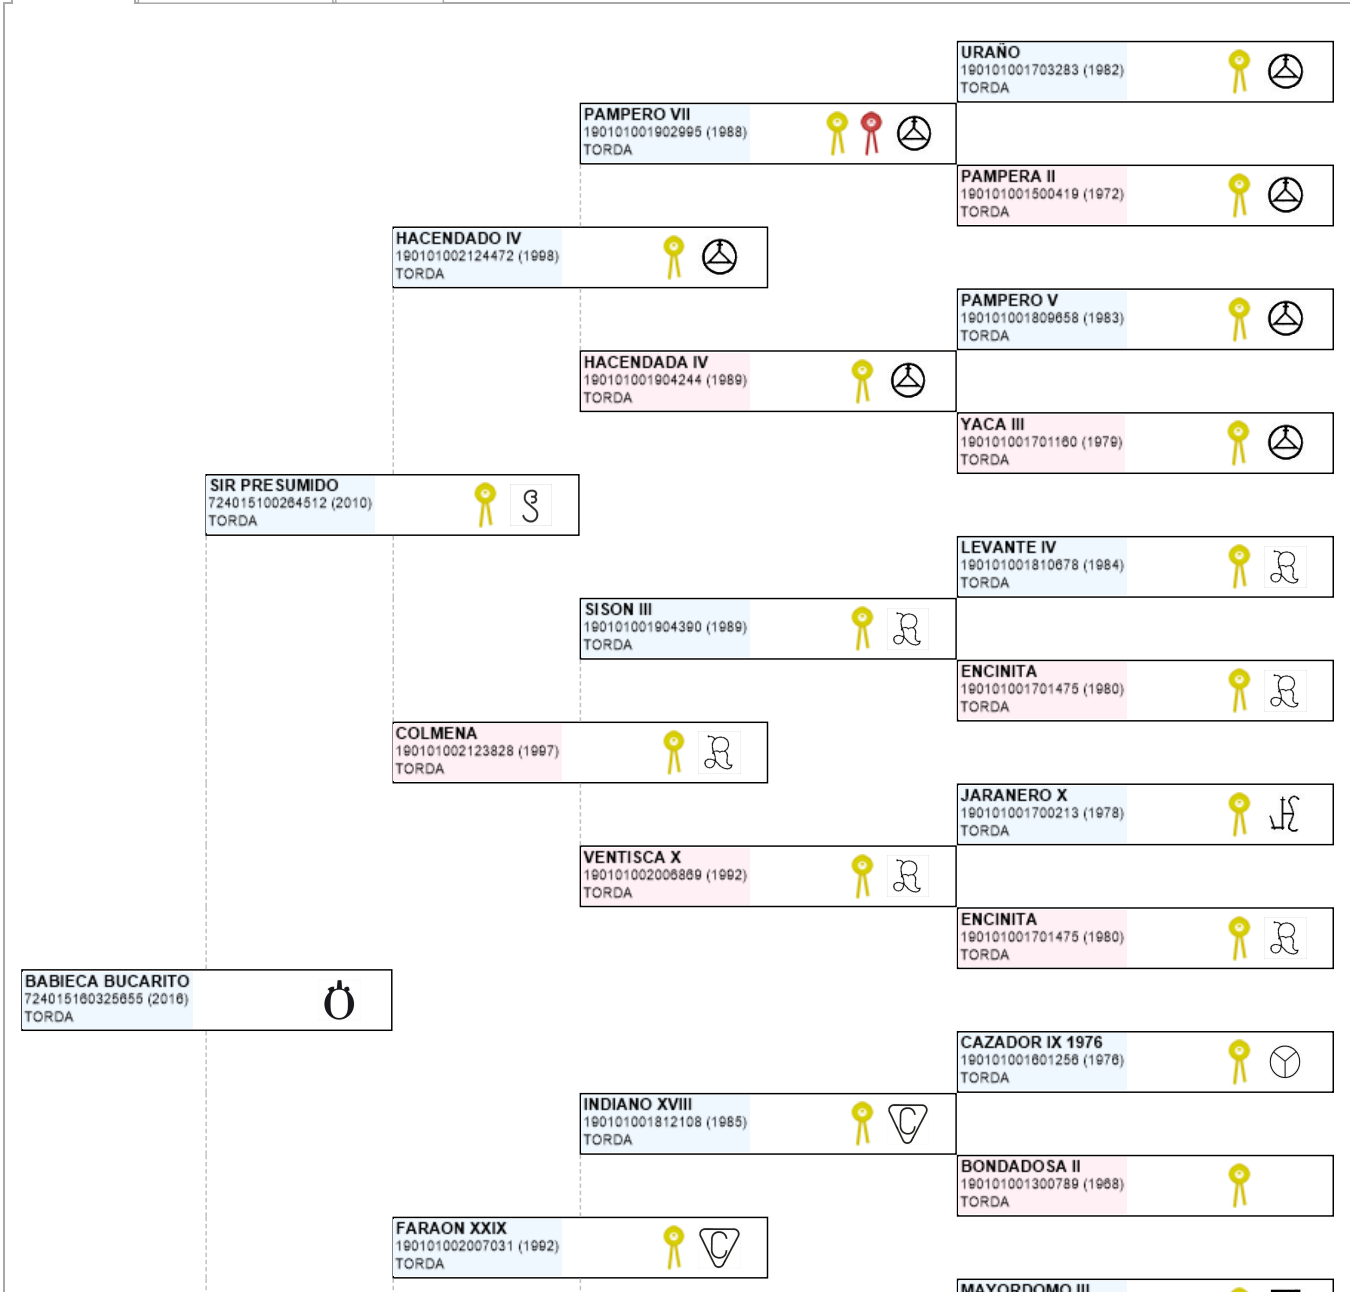 URAÑO
190101001703283 (1982)
TORDA
PAMPERO VII
190101001902995 (1988)
TORDA
PAMPERA II
190101001500419 (1972)
TORDA
HACENDADO IV
190101002124472 (1998)
TORDA
PAMPERO V
190101001809658 (1983)
TORDA
HACENDADA IV
190101001904244 (1989)
TORDA
YACA III
190101001701160 (1979)
TORDA
SIR PRESUMIDO
724015100264512 (2010)
TORDA
LEVANTE IV
190101001810678 (1984)
TORDA
SISON III
190101001904390 (1989)
TORDA
ENCINITA
190101001701475 (1980)
TORDA
COLMENA
190101002123828 (1997)
TORDA
JARANERO X
190101001700213 (1978)
TORDA
VENTISCA X
190101002006869 (1992)
TORDA
ENCINITA
190101001701475 (1980)
TORDA
BABIECA BUCARITO
724015160325655 (2016)
TORDA
CAZADOR IX 1976
190101001601256 (1976)
TORDA
INDIANO XVIII
190101001812108 (1985)
TORDA
BONDADOSA II
190101001300789 (1968)
TORDA
FARAON XXIX
190101002007031 (1992)
TORDA
MAYORDOMO III